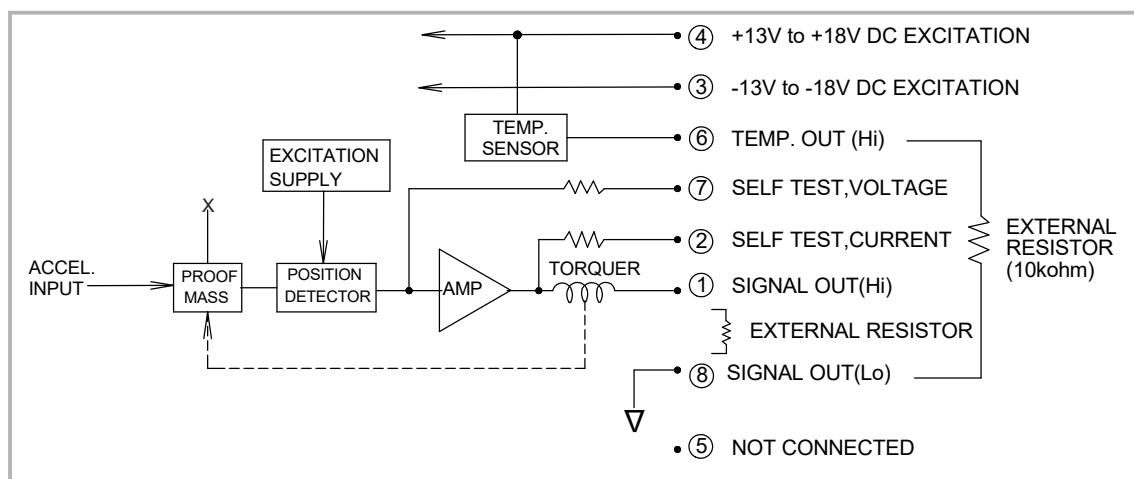 ④ +13V to +18V DC EXCITATION
③ -13V to -18V DC EXCITATION
TEMP.
SENSOR
⑥ TEMP. OUT (Hi)
EXCITATION
SUPPLY
⑦ SELF TEST,VOLTAGE
X
② SELF TEST,CURRENT
EXTERNAL
RESISTOR
(10kohm)
ACCEL.
INPUT
PROOF
MASS
POSITION
DETECTOR
AMP
TORQUER
① SIGNAL OUT(Hi)
EXTERNAL RESISTOR
⑧ SIGNAL OUT(Lo)
⑤ NOT CONNECTED